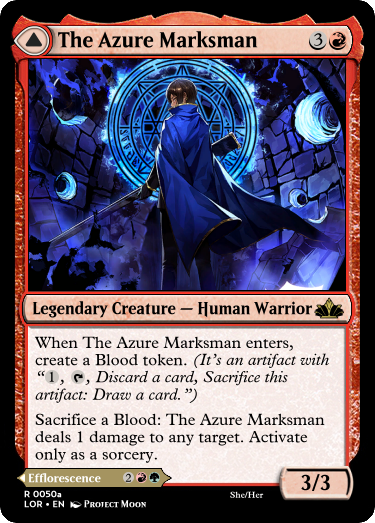 The Azure Marksman 3
Legendary Creature — Human Warrior
When The Azure Marksman enters,
create a Blood token. (It's an artifact with
“1, , Discard a card, Sacrifice this
artifact: Draw a card.”)
Sacrifice a Blood: The Azure Marksman
deals 1 damage to any target. Activate
only as a sorcery.
Efflorescence 2
3/3
R 0050a
She/Her
LOR • EN Project Moon